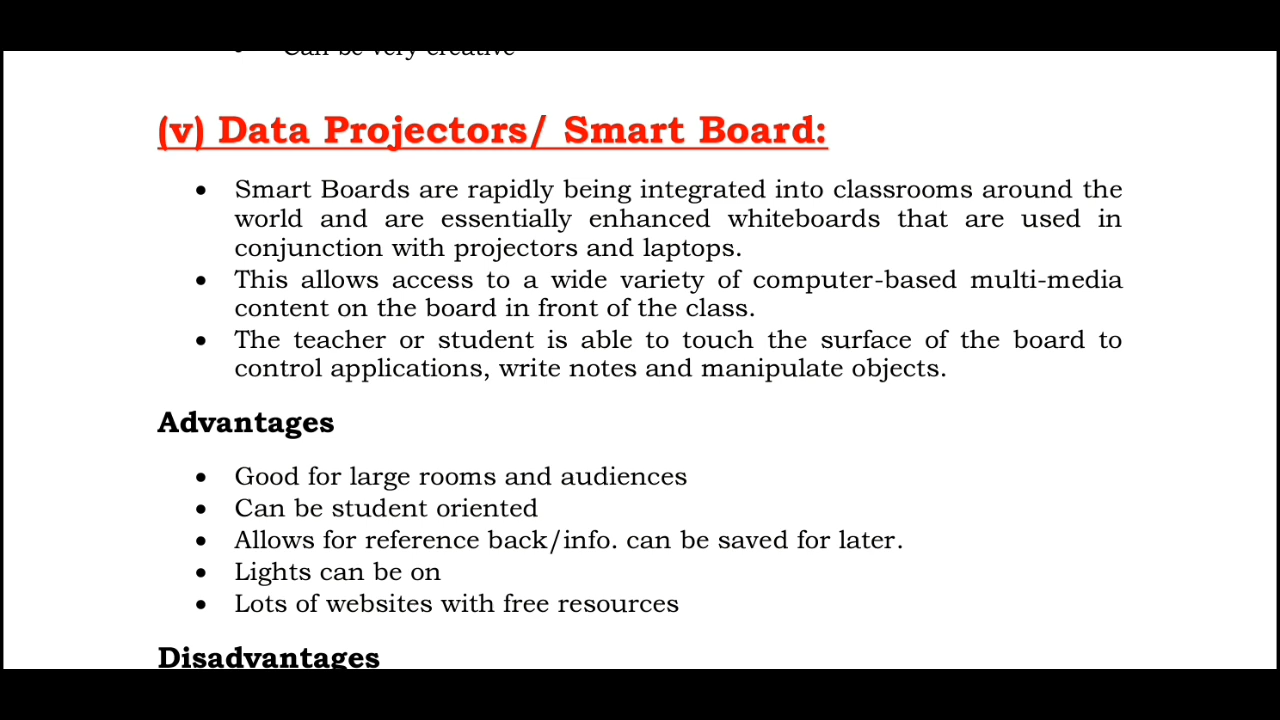 • Can be very creative
(v) Data Projectors/ Smart Board:
• Smart Boards are rapidly being integrated into classrooms around the
world and are essentially enhanced whiteboards that are used in
conjunction with projectors and laptops.
• This allows access to a wide variety of computer-based multi-media
content on the board in front of the class.
• The teacher or student is able to touch the surface of the board to
control applications, write notes and manipulate objects.
Advantages
• Good for large rooms and audiences
• Can be student oriented
• Allows for reference back/info. can be saved for later.
• Lights can be on
• Lots of websites with free resources
Disadvantages